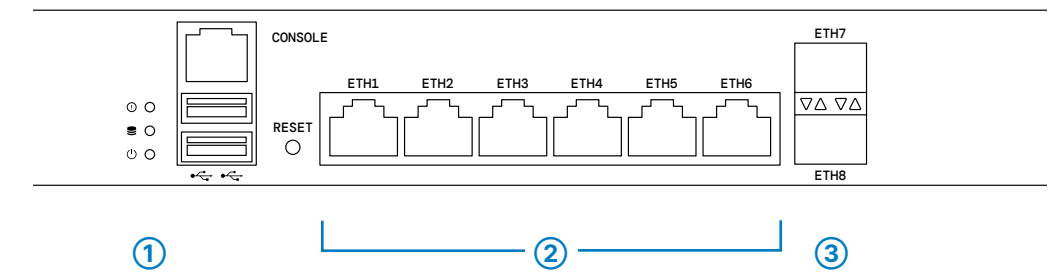 CONSOLE
ETH7
ETH1 ETH2 ETH3 ETH4 ETH5 ETH6
RESET
ETH8
1 2 3